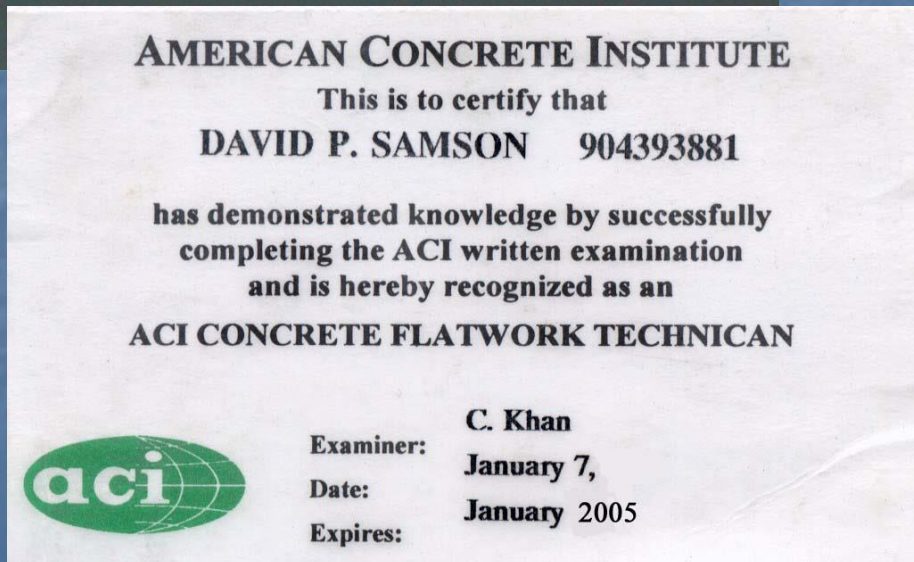 AMERICAN CONCRETE INSTITUTE
This is to certify that
DAVID P. SAMSON 904393881
has demonstrated knowledge by successfully
completing the ACI written examination
and is hereby recognized as an
ACI CONCRETE FLATWORK TECHNICAN
aci
Examiner: C. Khan
Date: January 7,
Expires: January 2005